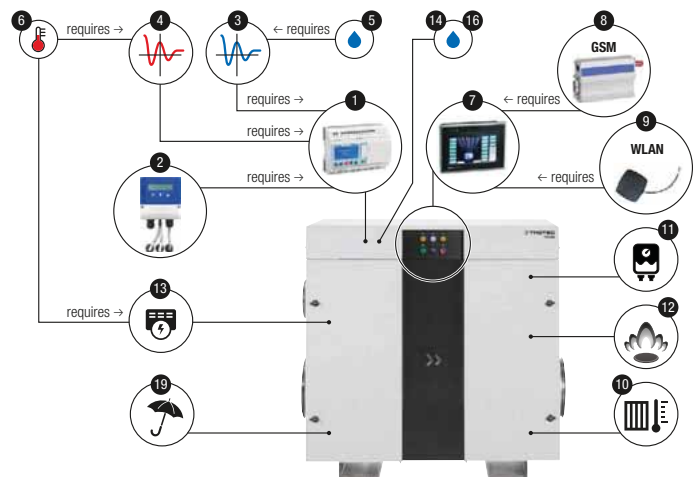 6
requires →
4
3
← requires
5
14
16
8
GSM
requires →
← requires
1
7
requires →
9
WLAN
2
requires →
← requires
TROTEC
11
13
requires →
12
19
10